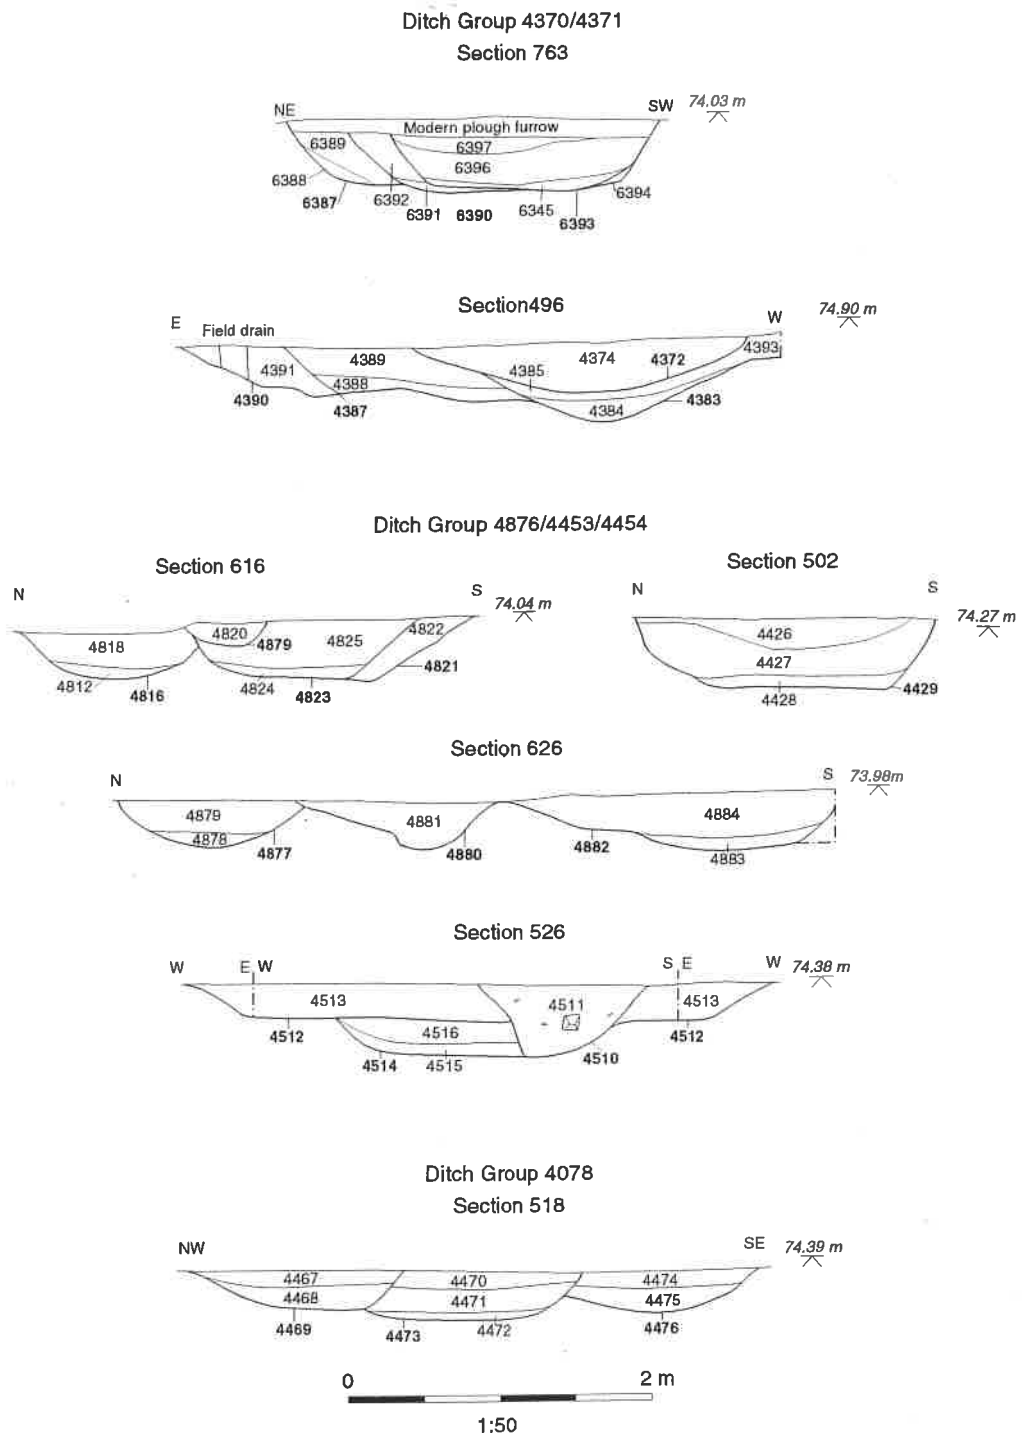 Ditch Group 4370/4371
Section 763
NE SW 74.03 m
Modern plough furrow
6389 6397
6396
6388 6387 6392 6394
6391 6390 6345 6393
Section496
E W 74.90 m
Field drain
4389 4374 4372 4393
4391 4388 4385
4390 4387 4384 4383
Ditch Group 4876/4453/4454
Section 616
N S 74.04 m
4818 4820 4879 4825 4822
4821
4812 4816 4824 4823
Section 502
N S 74.27 m
4426
4427
4428 4429
Section 626
N S 73.98m
4879 4881 4884
4878 4877 4880 4882 4883
Section 526
W E W S E W 74.38 m
4513 4511 4513
4512 4516 4512
4514 4515 4510
Ditch Group 4078
Section 518
NW SE 74.39 m
4467 4470 4474
4468 4471 4475
4469 4473 4472 4476
0 2 m
1:50